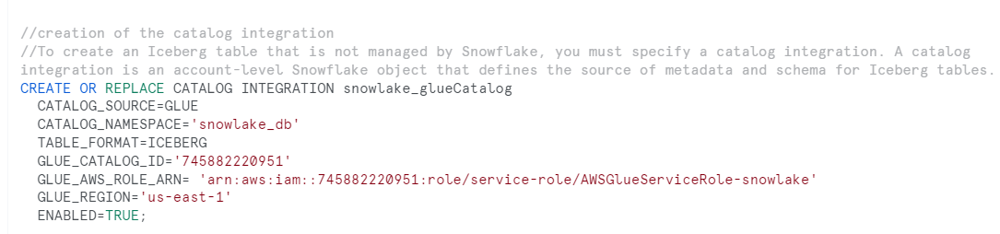 //creation of the catalog integration
//To create an Iceberg table that is not managed by Snowflake, you must specify a catalog integration. A catalog
integration is an account-level Snowflake object that defines the source of metadata and schema for Iceberg tables.
CREATE OR REPLACE CATALOG INTEGRATION snowlake_glueCatalog
CATALOG_SOURCE=GLUE
CATALOG_NAMESPACE='snowlake_db'
TABLE_FORMAT=ICEBERG
GLUE_CATALOG_ID='745882220951'
GLUE_AWS_ROLE_ARN= 'arn:aws:iam::745882220951:role/service-role/AWSGlueServiceRole-snowlake'
GLUE_REGION='us-east-1'
ENABLED=TRUE;